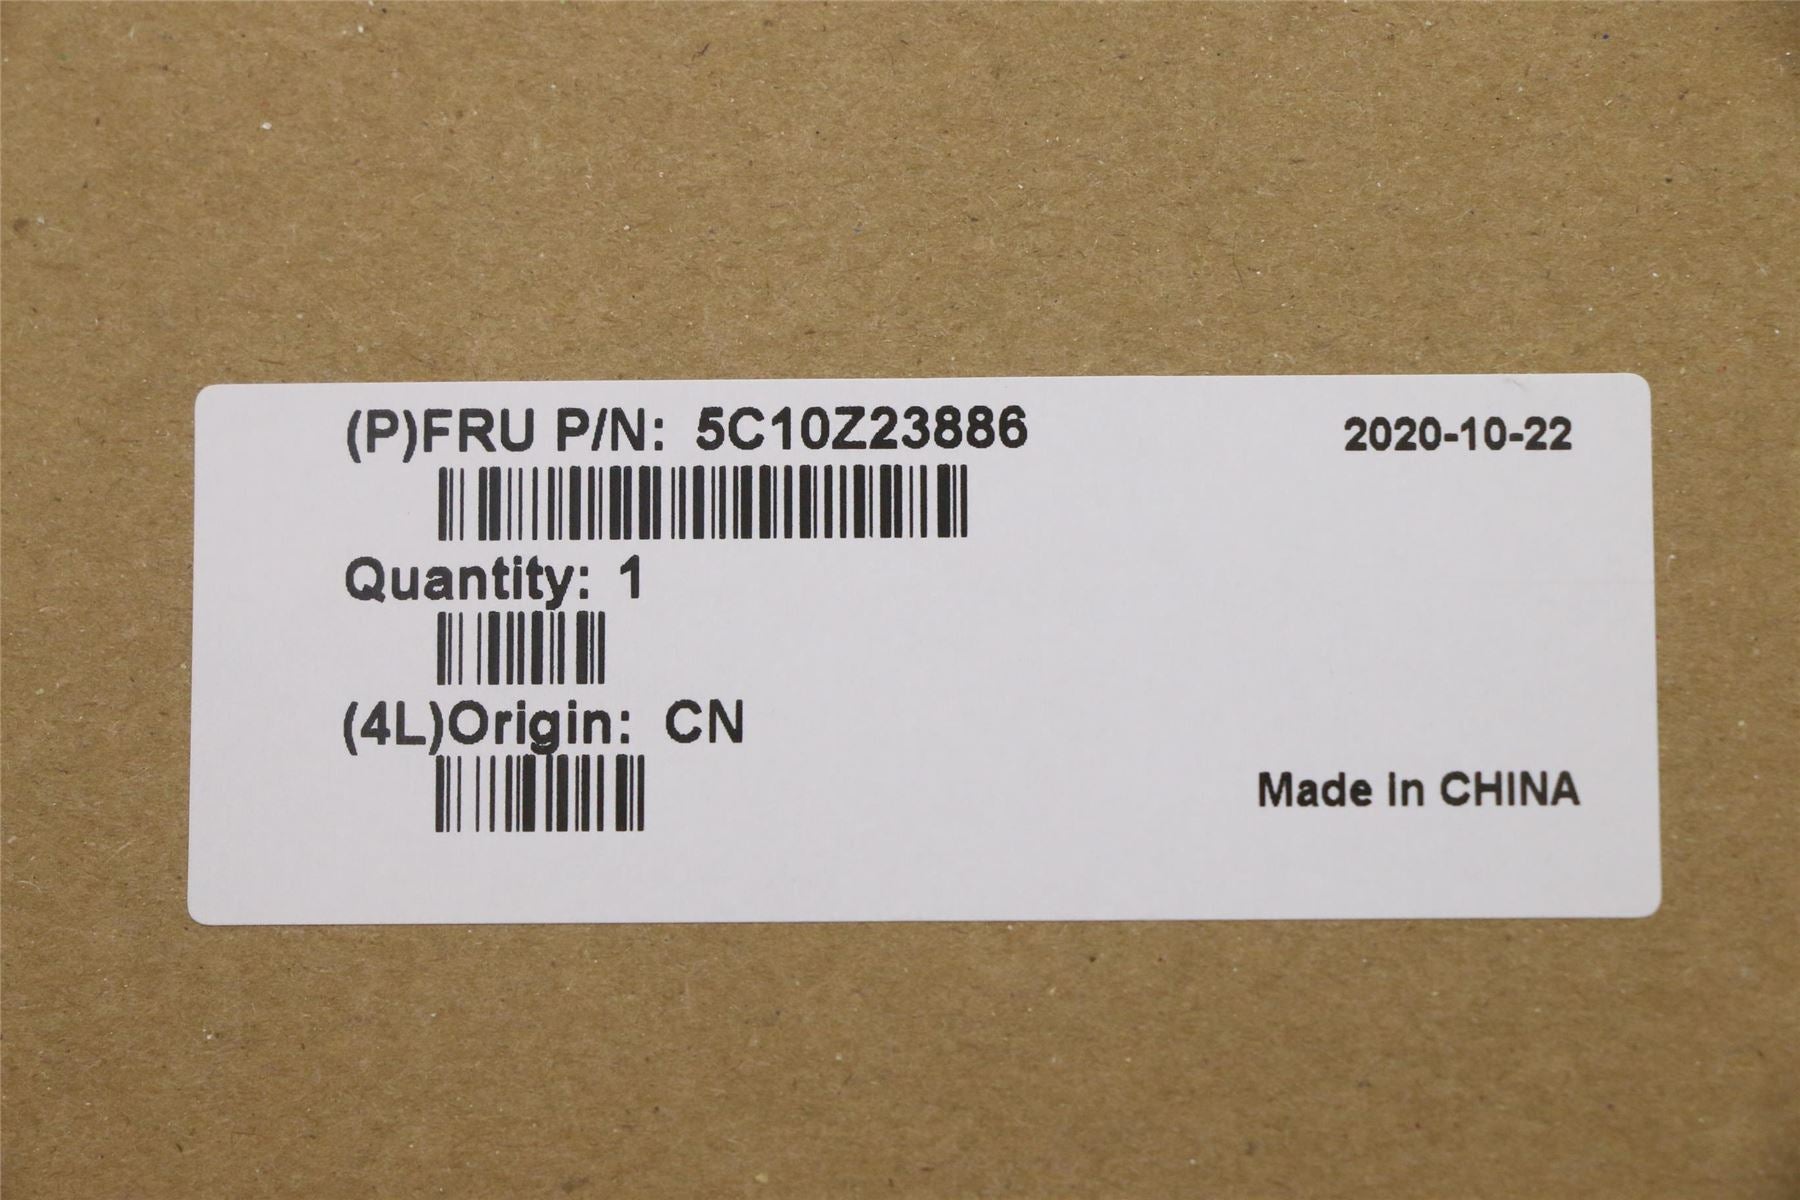 (P)FRU P/N: 5C10Z23886
2020-10-22
Quantity: 1
(4L)Origin: CN
Made in CHINA